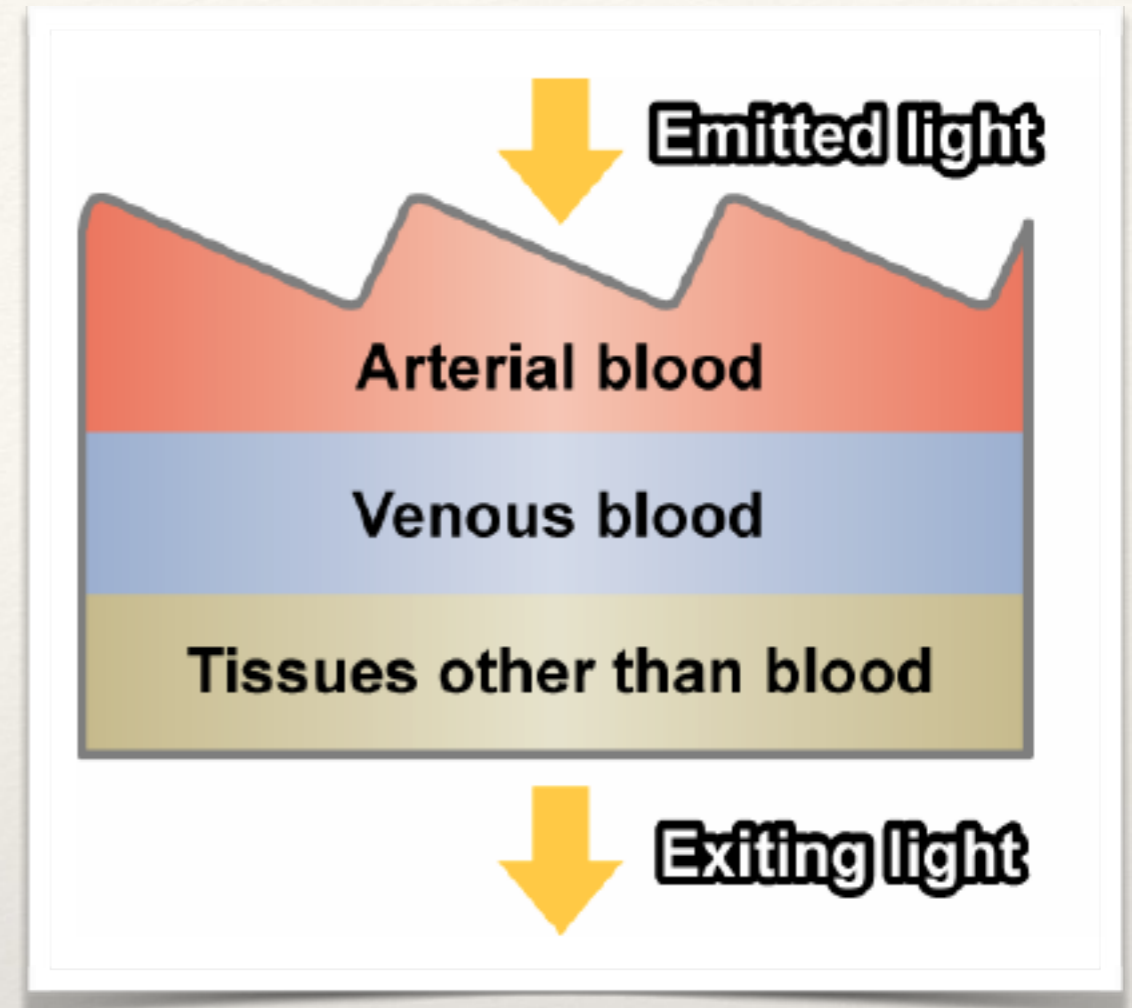 Emitted light
Arterial blood
Venous blood
Tissues other than blood
Exiting light